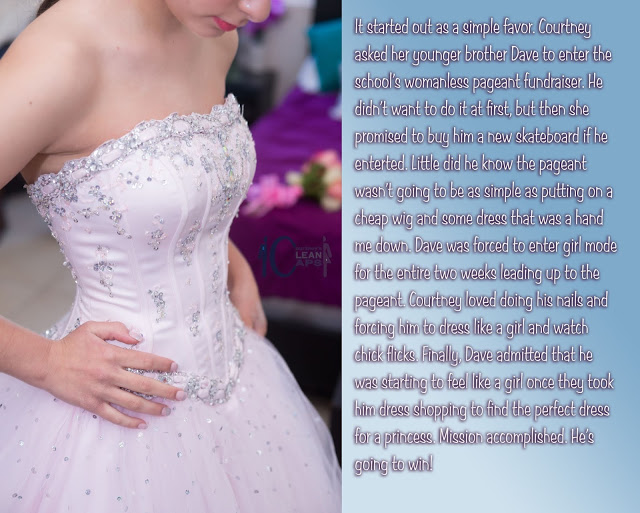 It started out as a simple favor. Courtney
asked her younger brother Dave to enter the
school's womanless pageant fundraiser. He
didn't want to do it at first, but then she
promised to buy him a new skateboard if he
enterted. Little did he know the pageant
wasn't going to be as simple as putting on a
cheap wig and some dress that was a hand
me down. Dave was forced to enter girl mode
for the entire two weeks leading up to the
pageant. Courtney loved doing his nails and
forcing him to dress like a girl and watch
chick flicks. Finally, Dave admitted that he
was starting to feel like a girl once they took
him dress shopping to find the perfect dress
for a princess. Mission accomplished. He's
going to win!
LEAN
APS